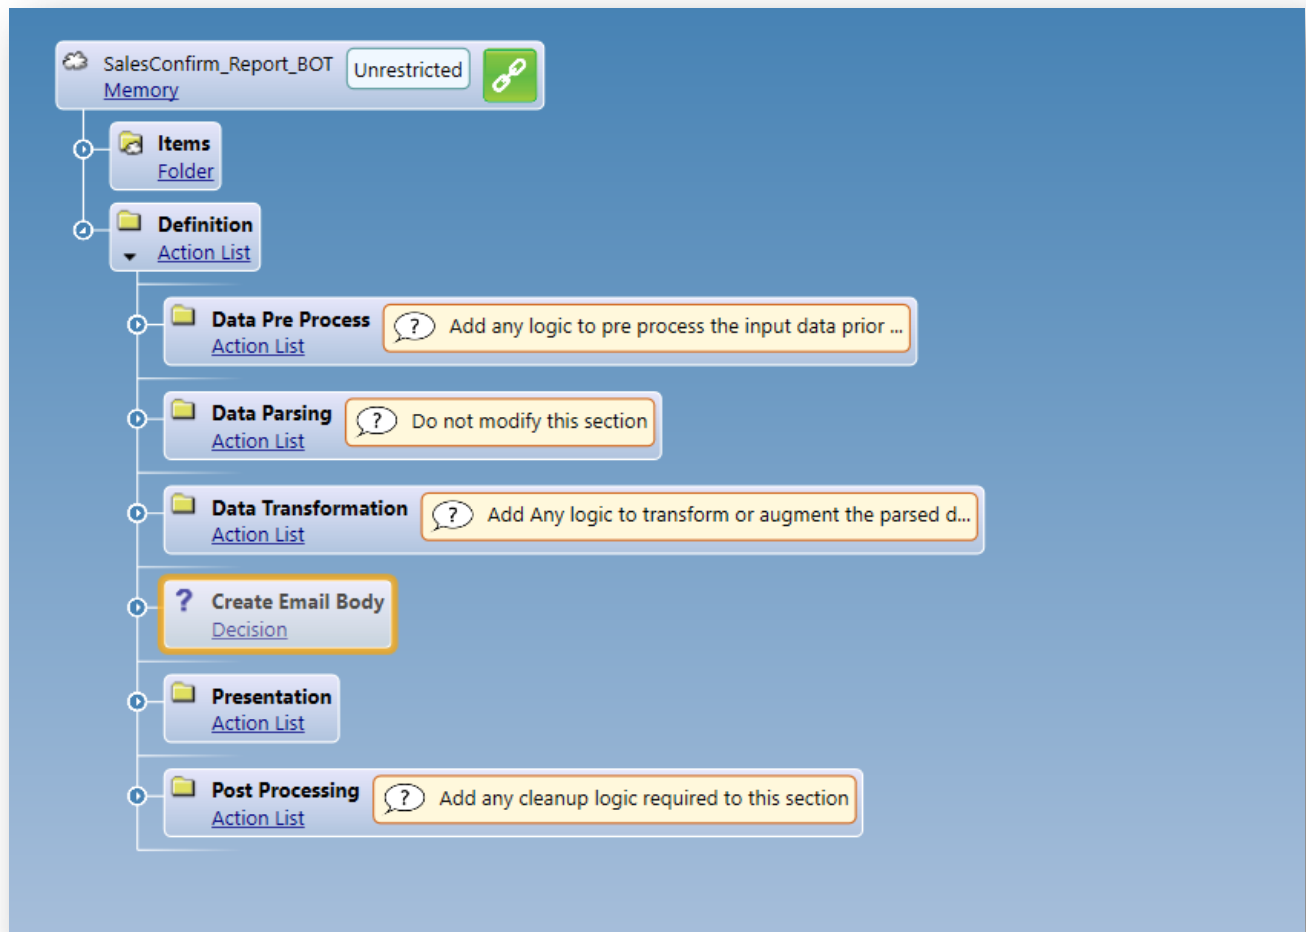 SalesConfirm_Report_BOT Unrestricted
Memory
Items
Folder
Definition
Action List
Data Pre Process ? Add any logic to pre process the input data prior ...
Action List
Data Parsing ? Do not modify this section
Action List
Data Transformation ? Add Any logic to transform or augment the parsed d...
Action List
? Create Email Body
Decision
Presentation
Action List
Post Processing ? Add any cleanup logic required to this section
Action List